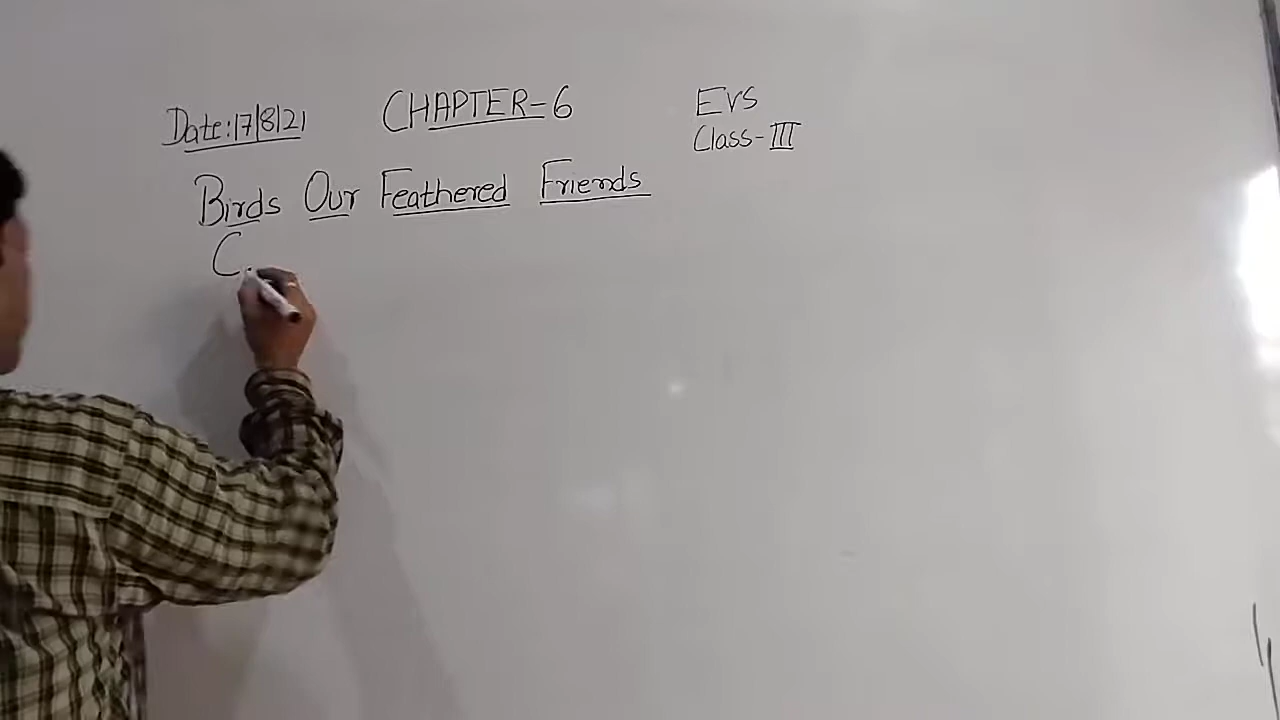 Date:17/8/21 CHAPTER-6 EVS
Class-III
Birds Our Feathered Friends
C